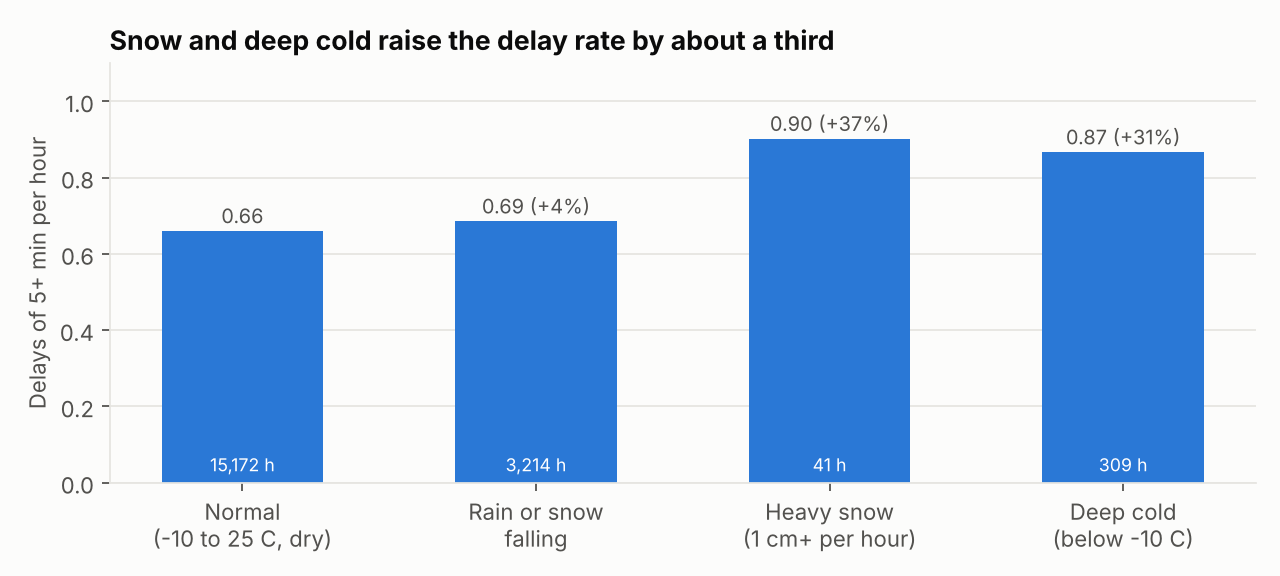 Snow and deep cold raise the delay rate by about a third
Delays of 5+ min per hour
1.0
0.8
0.6
0.4
0.2
0.0
0.66
0.69 (+4%)
0.90 (+37%)
0.87 (+31%)
15,172 h
3,214 h
41 h
309 h
Normal
(-10 to 25 C, dry)
Rain or snow
falling
Heavy snow
(1 cm+ per hour)
Deep cold
(below -10 C)